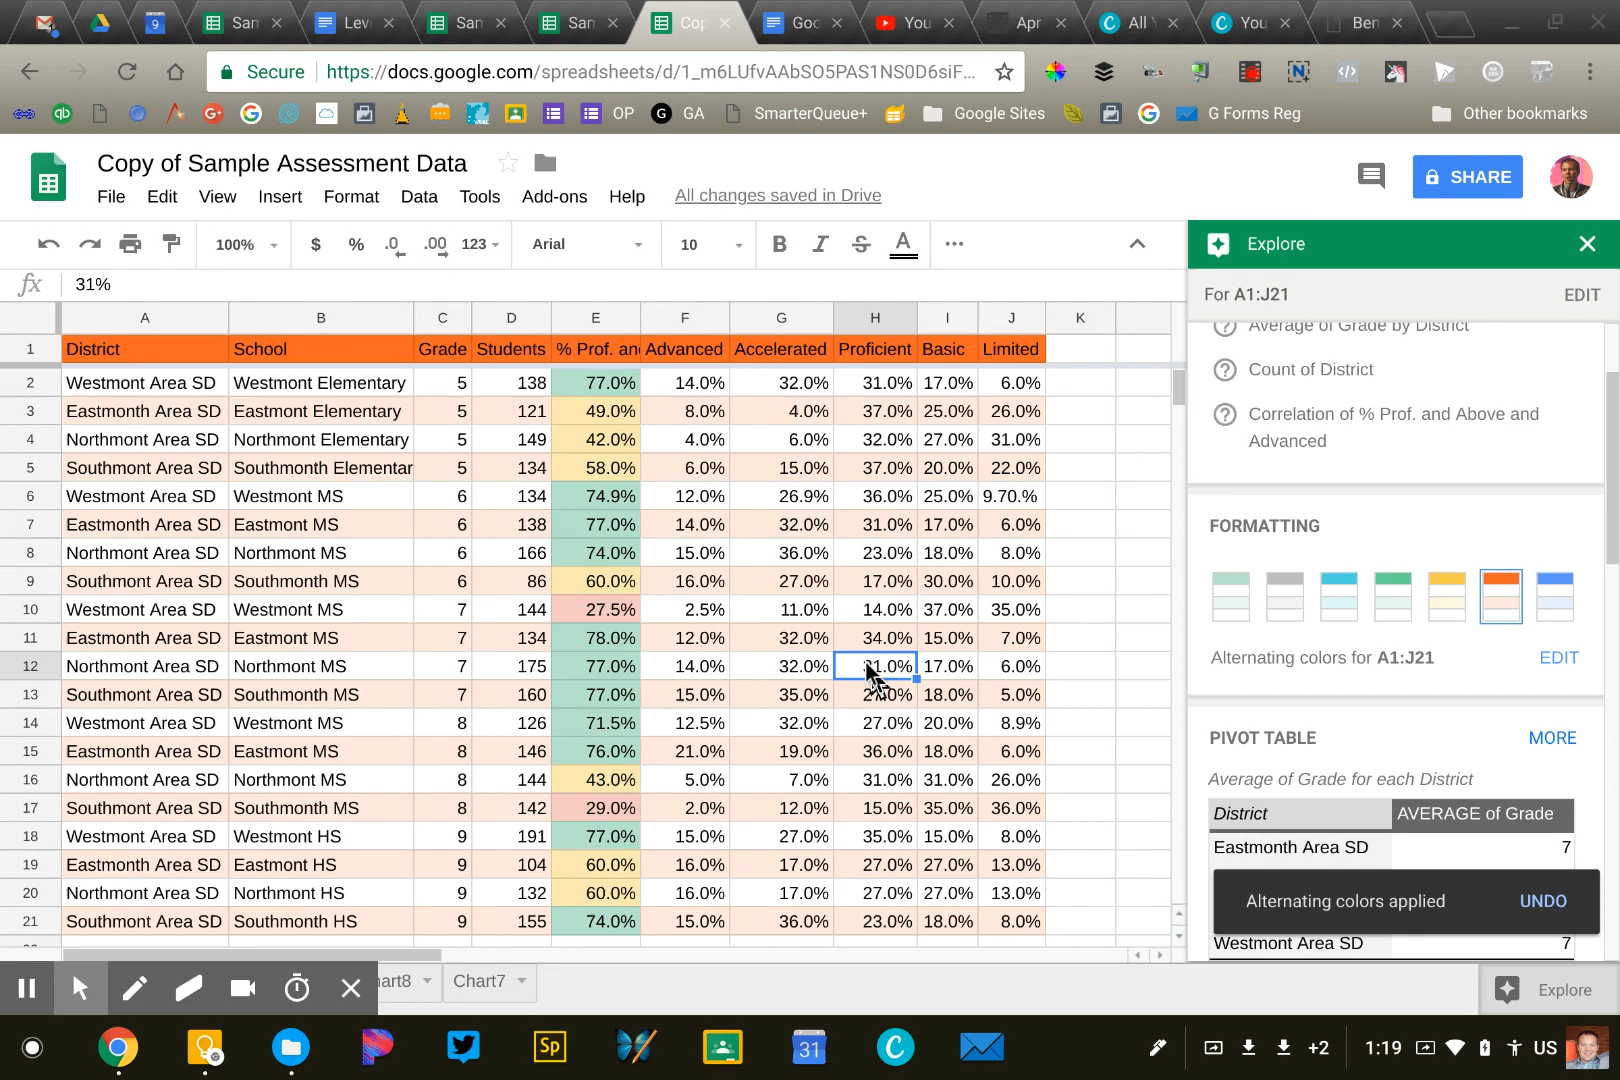 9 San Lev San San Cop Goo You Apr All You Ben
Secure https://docs.google.com/spreadsheets/d/1_m6LUfvAAbSO5PAS1NS0D6siF...
OP GA SmarterQueue+ Google Sites G Forms Reg Other bookmarks
Copy of Sample Assessment Data
File Edit View Insert Format Data Tools Add-ons Help All changes saved in Drive
SHARE
100% $ % .0 .00 123 Arial 10 B I S A
Explore
fx 31%
For A1:J21 EDIT
A B C D E F G H I J K
1 District School Grade Students % Prof. an Advanced Accelerated Proficient Basic Limited
2 Westmont Area SD Westmont Elementary 5 138 77.0% 14.0% 32.0% 31.0% 17.0% 6.0%
3 Eastmonth Area SD Eastmont Elementary 5 121 49.0% 8.0% 4.0% 37.0% 25.0% 26.0%
4 Northmont Area SD Northmont Elementary 5 149 42.0% 4.0% 6.0% 32.0% 27.0% 31.0%
5 Southmont Area SD Southmonth Elementar 5 134 58.0% 6.0% 15.0% 37.0% 20.0% 22.0%
6 Westmont Area SD Westmont MS 6 134 74.9% 12.0% 26.9% 36.0% 25.0% 9.70.%
7 Eastmonth Area SD Eastmont MS 6 138 77.0% 14.0% 32.0% 31.0% 17.0% 6.0%
8 Northmont Area SD Northmont MS 6 166 74.0% 15.0% 36.0% 23.0% 18.0% 8.0%
9 Southmont Area SD Southmonth MS 6 86 60.0% 16.0% 27.0% 17.0% 30.0% 10.0%
10 Westmont Area SD Westmont MS 7 144 27.5% 2.5% 11.0% 14.0% 37.0% 35.0%
11 Eastmonth Area SD Eastmont MS 7 134 78.0% 12.0% 32.0% 34.0% 15.0% 7.0%
12 Northmont Area SD Northmont MS 7 175 77.0% 14.0% 32.0% 31.0% 17.0% 6.0%
13 Southmont Area SD Southmonth MS 7 160 77.0% 15.0% 35.0% 18.0% 5.0%
14 Westmont Area SD Westmont MS 8 126 71.5% 12.5% 32.0% 27.0% 20.0% 8.9%
15 Eastmonth Area SD Eastmont MS 8 146 76.0% 21.0% 19.0% 36.0% 18.0% 6.0%
16 Northmont Area SD Northmont MS 8 144 43.0% 5.0% 7.0% 31.0% 31.0% 26.0%
17 Southmont Area SD Southmonth MS 8 142 29.0% 2.0% 12.0% 15.0% 35.0% 36.0%
18 Westmont Area SD Westmont HS 9 191 77.0% 15.0% 27.0% 35.0% 15.0% 8.0%
19 Eastmonth Area SD Eastmont HS 9 104 60.0% 16.0% 17.0% 27.0% 27.0% 13.0%
20 Northmont Area SD Northmont HS 9 132 60.0% 16.0% 17.0% 27.0% 27.0% 13.0%
21 Southmont Area SD Southmonth HS 9 155 74.0% 15.0% 36.0% 23.0% 18.0% 8.0%
Average of Grade by District
Count of District
Correlation of % Prof. and Above and
Advanced
FORMATTING
Alternating colors for A1:J21 EDIT
PIVOT TABLE MORE
Average of Grade for each District
District AVERAGE of Grade
Eastmonth Area SD 7
Alternating colors applied UNDO
Westmont Area SD 7
hart8 Chart7 Explore
Sp 31 +2 1:19 US